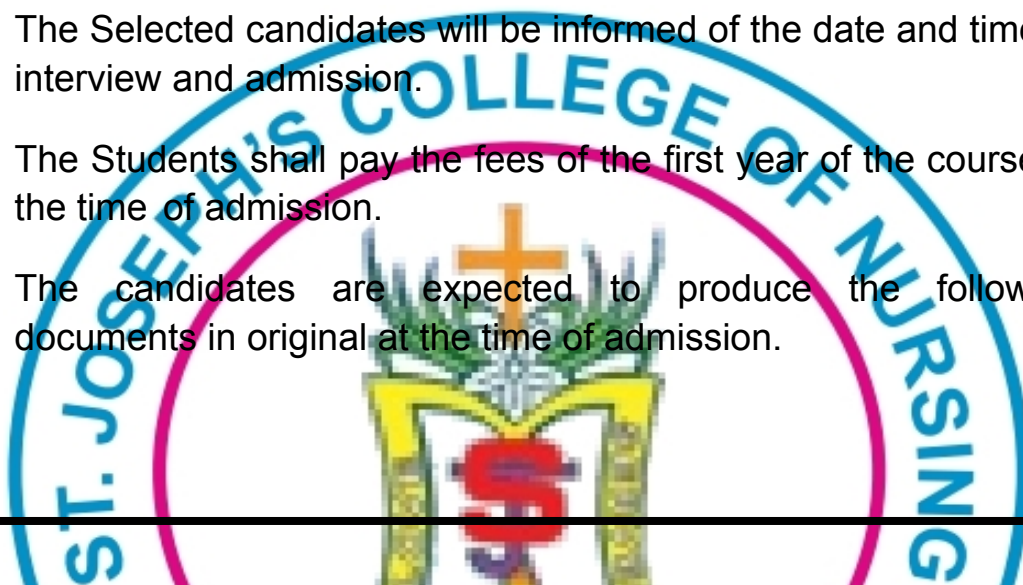 The Selected candidates will be informed of the date and time
interview and admission.
The Students shall pay the fees of the first year of the course
the time of admission.
The candidates are expected to produce the follow
documents in original at the time of admission.
ST. JOSEPH'S COLLEGE OF NURSING
S